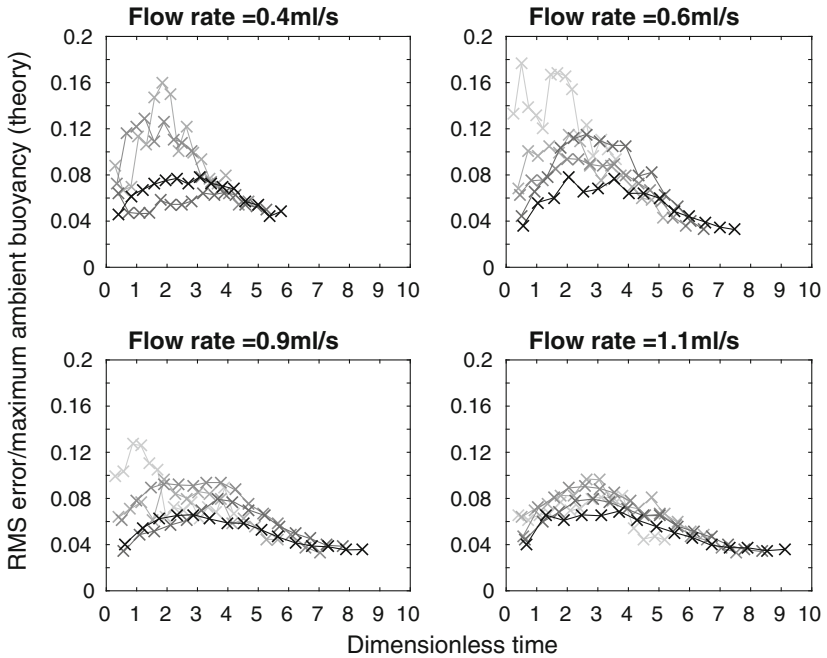 Flow rate =0.4ml/s
Flow rate =0.6ml/s
0.2
0.16
0.12
0.08
0.04
0
0 1 2 3 4 5 6 7 8 9 10
0.2
0.16
0.12
0.08
0.04
0
0 1 2 3 4 5 6 7 8 9 10
Flow rate =0.9ml/s
Flow rate =1.1ml/s
0.2
0.16
0.12
0.08
0.04
0
0 1 2 3 4 5 6 7 8 9 10
0.2
0.16
0.12
0.08
0.04
0
0 1 2 3 4 5 6 7 8 9 10
RMS error/maximum ambient buoyancy (theory)
Dimensionless time